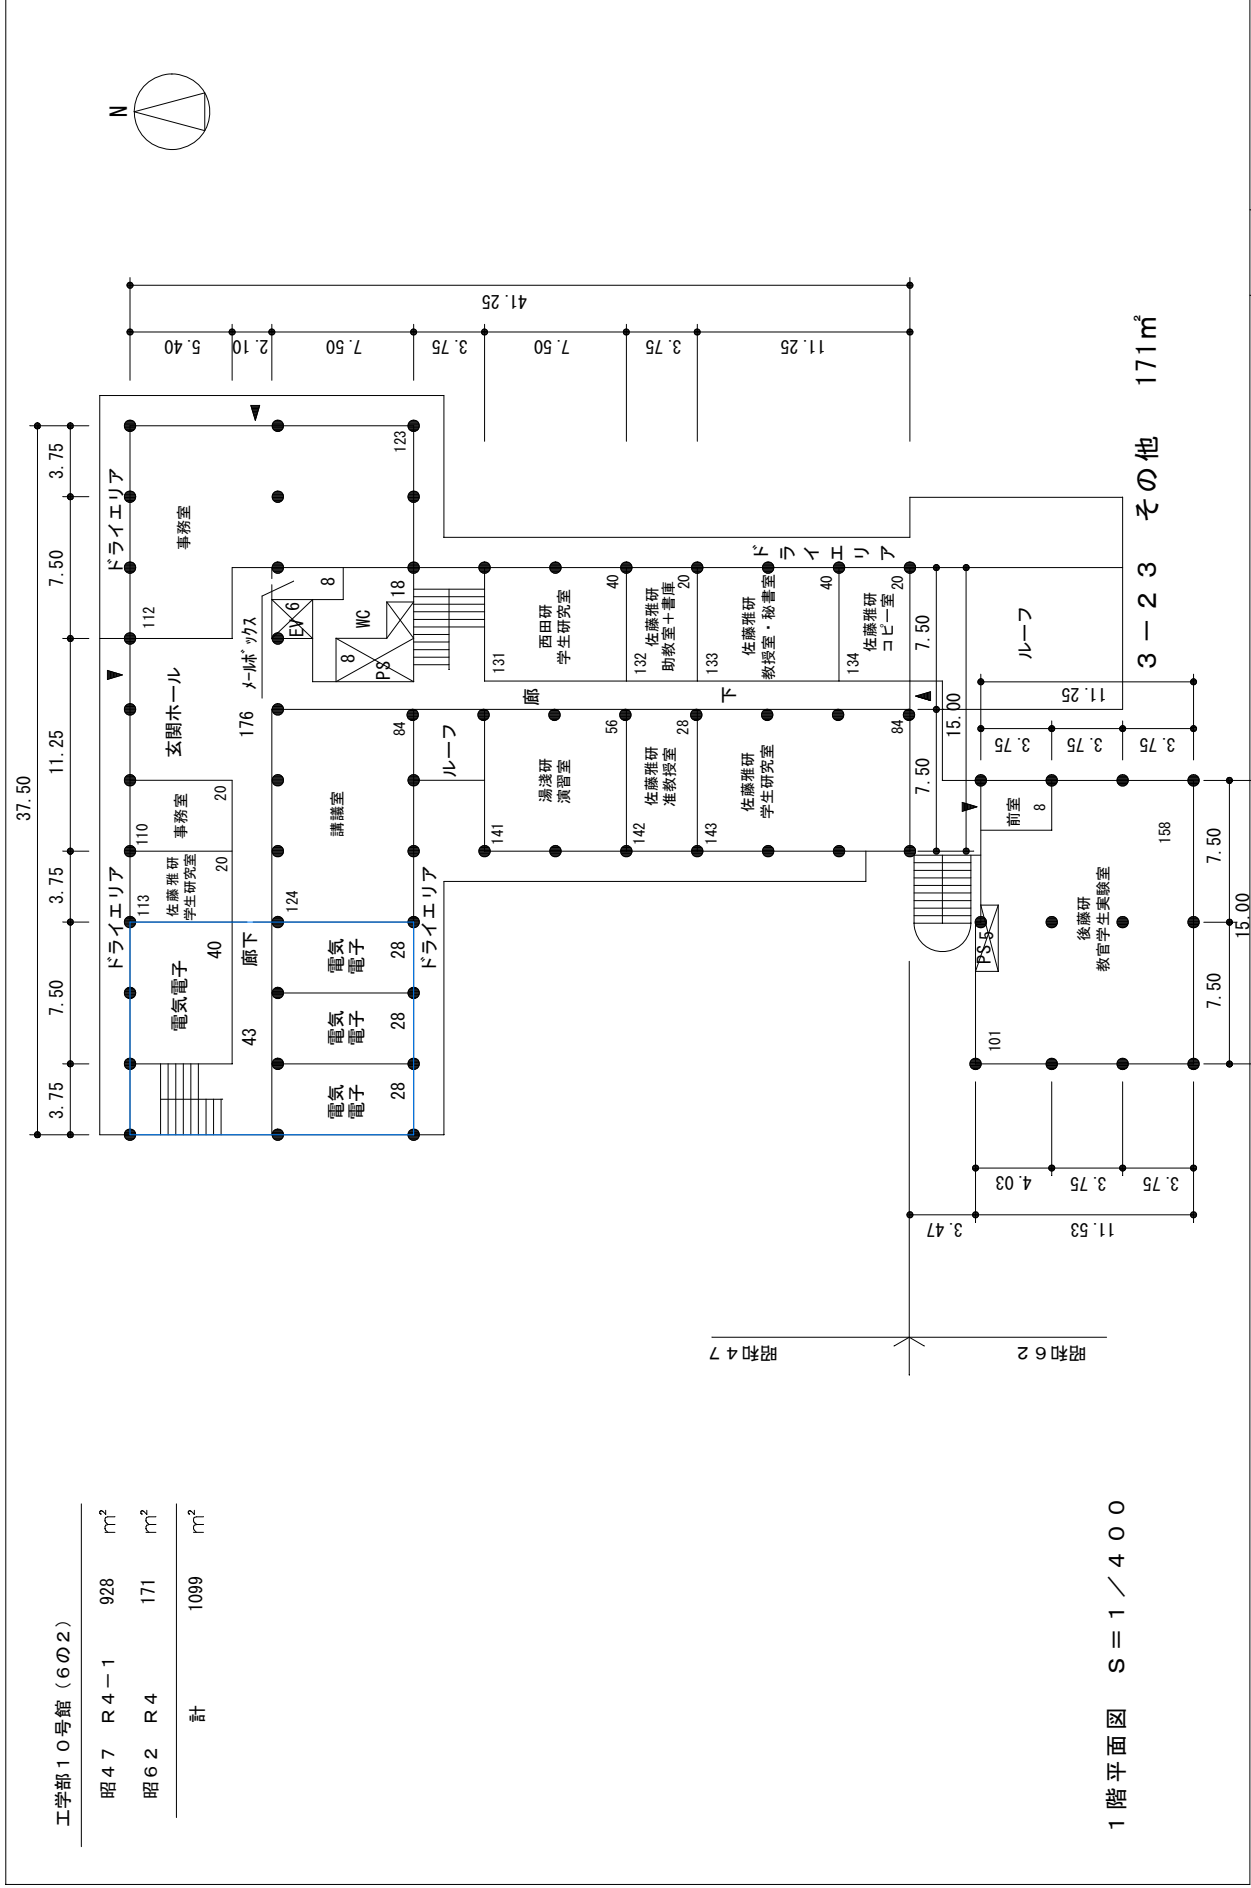 工学部10号館(6の2)
昭47 R4-1 928 m²
昭62 R4 171 m²
計 1099 m²
1階平面図 S=1/400
3-23 その他 171㎡
N
37.50
3.75
7.50
3.75
11.25
7.50
3.75
ドライエリア
ドライエリア
ドライエリア
ドライエリア
電気電子
40
廊下
43
電気
電子
28
電気
電子
28
電気
電子
28
113
佐藤雅研
学生研究室
20
110
事務室
20
玄関ホール
176
メールボックス
112
事務室
123
124
講議室
84
EV 6
8
WC
18
8
PS
ルーフ
廊
下
131
西田研
学生研究室
40
132
佐藤雅研
助教室+書庫
20
133
佐藤雅研
教授室・秘書室
40
134
佐藤雅研
コピー室
20
141
湯淺研
演習室
56
142
佐藤雅研
准教授室
28
143
佐藤雅研
学生研究室
84
5.40
2.10
7.50
3.75
7.50
3.75
11.25
41.25
7.50
7.50
15.00
ルーフ
3.75
3.75
3.75
11.25
前室
8
158
101
後藤研
教官学生実験室
PS 5
7.50
7.50
15.00
4.03
3.75
3.75
3.47
11.53
昭和47
昭和62